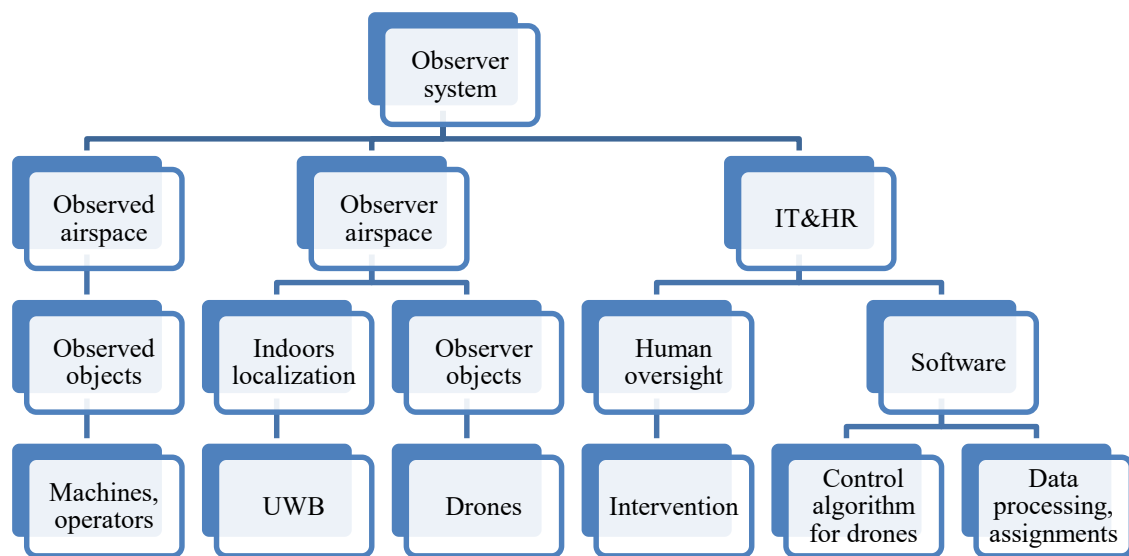 Observer
system
Observed
airspace
Observer
airspace
IT&HR
Observed
objects
Indoors
localization
Observer
objects
Human
oversight
Software
Machines,
operators
UWB
Drones
Intervention
Control
algorithm
for drones
Data
processing,
assignments